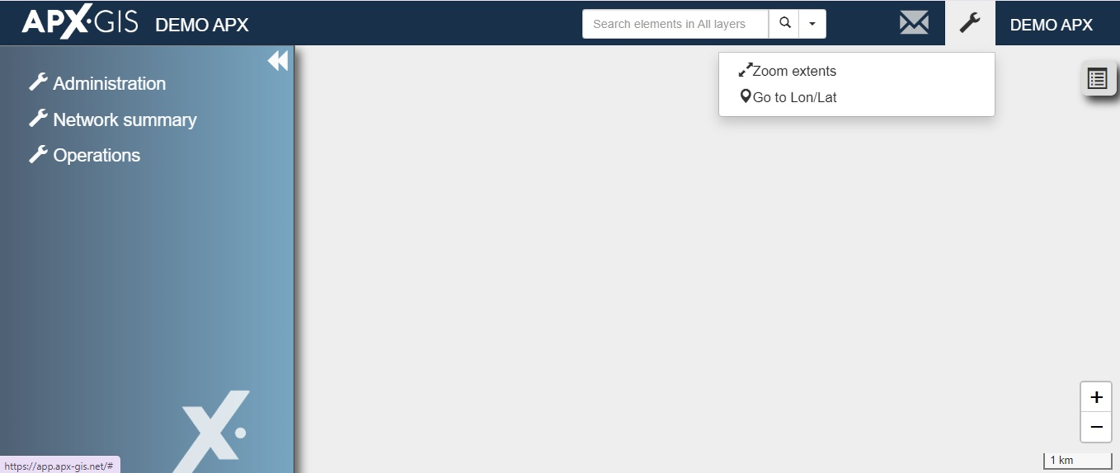 APX·GIS DEMO APX
Search elements in All layers
DEMO APX
Zoom extents
Go to Lon/Lat
Administration
Network summary
Operations
X·
+
−
1 km
https://app.apx-gis.net/#